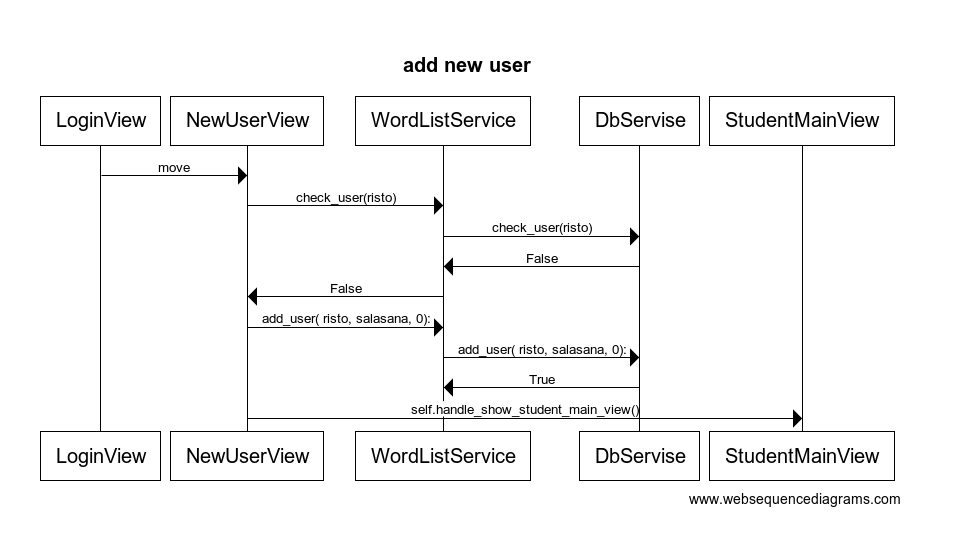 add new user
LoginView NewUserView WordListService DbServise StudentMainView
move
check_user(risto)
check_user(risto)
False
False
add_user( risto, salasana, 0):
add_user( risto, salasana, 0):
True
self.handle_show_student_main_view()
LoginView NewUserView WordListService DbServise StudentMainView
www.websequencediagrams.com